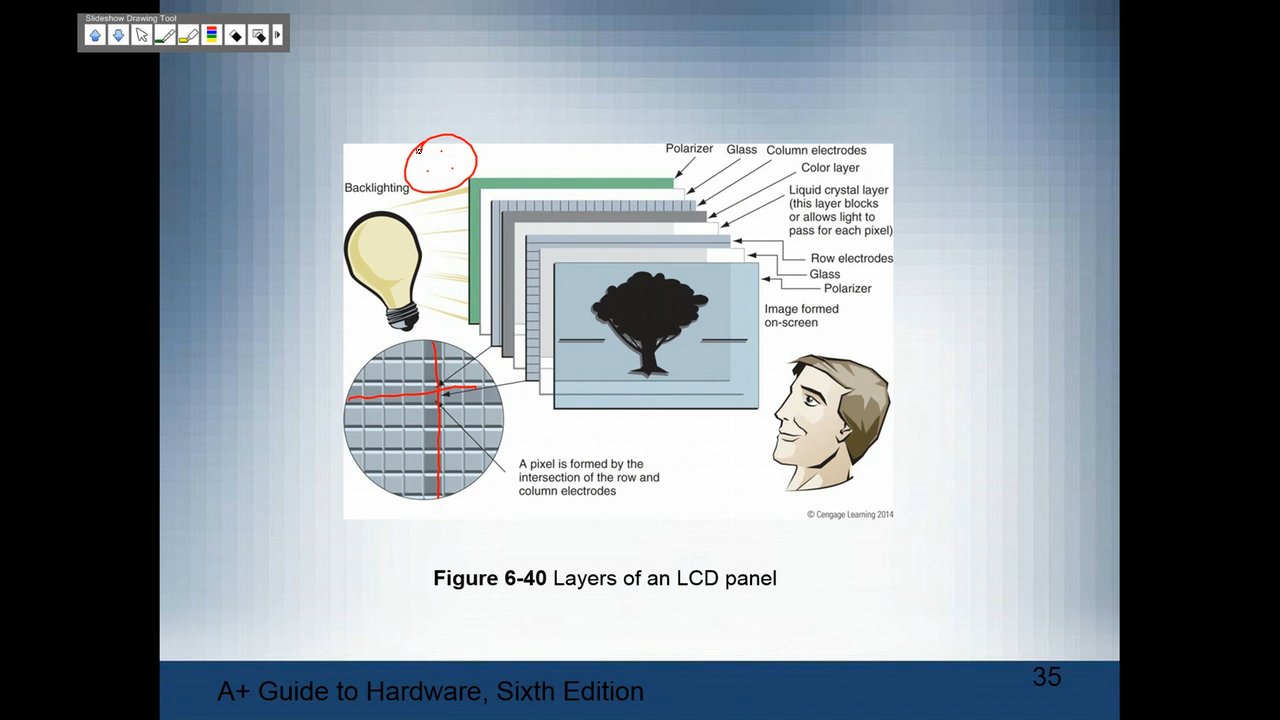 Slideshow Drawing Tool
Polarizer
Glass
Column electrodes
Color layer
Backlighting
Liquid crystal layer
(this layer blocks
or allows light to
pass for each pixel)
Row electrodes
Glass
Polarizer
Image formed
on-screen
A pixel is formed by the
intersection of the row and
column electrodes
© Cengage Learning 2014
Figure 6-40 Layers of an LCD panel
A+ Guide to Hardware, Sixth Edition
35